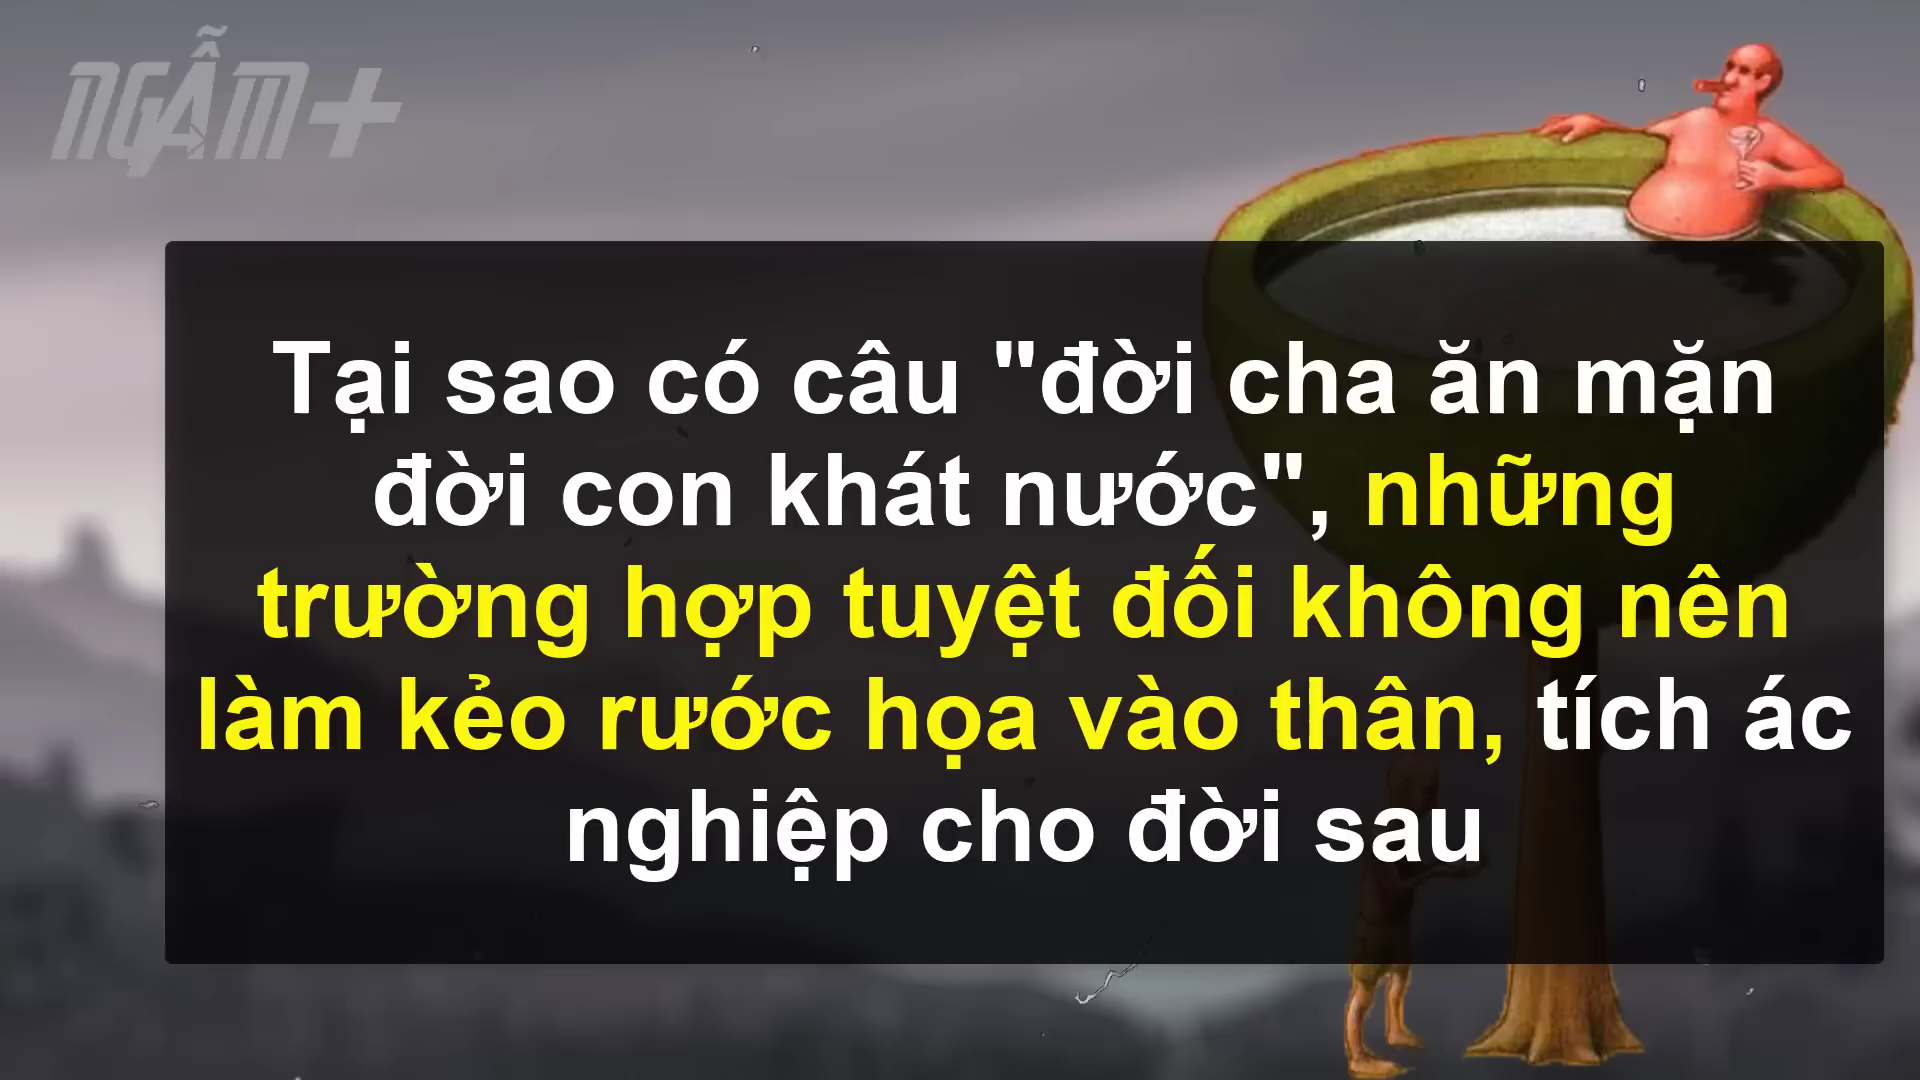 NGẪM+
Tại sao có câu "đời cha ăn mặn
đời con khát nước", những
trường hợp tuyệt đối không nên
làm kẻo rước họa vào thân, tích ác
nghiệp cho đời sau